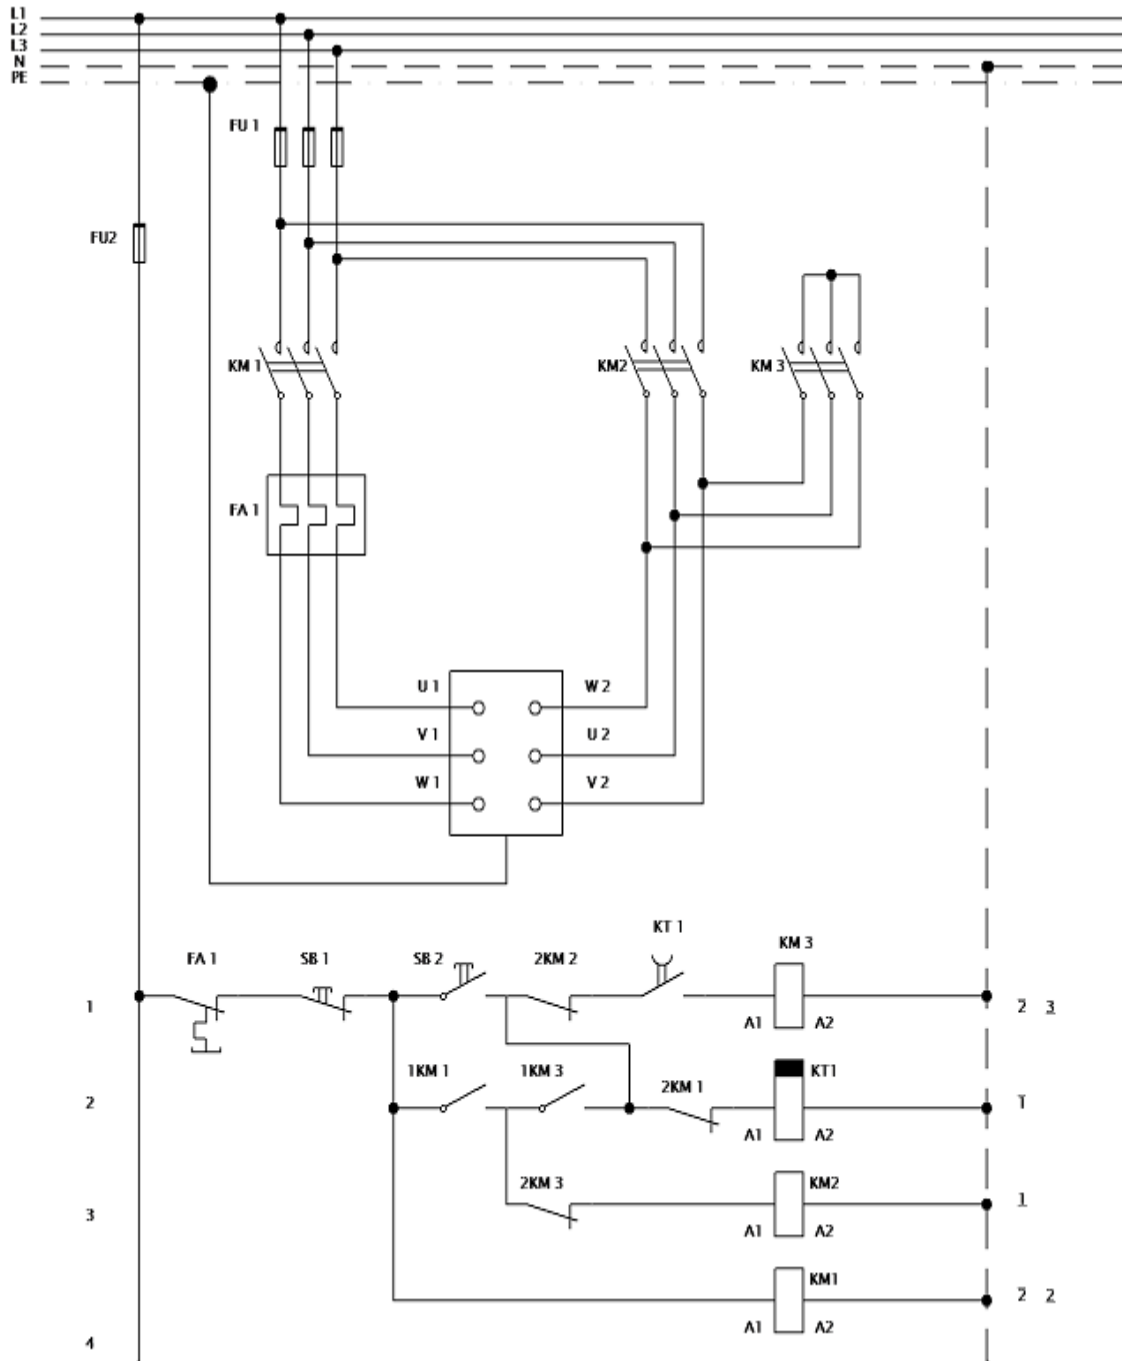 L1
L2
L3
N
PE
FU 1
FU2
KM 1
KM2
KM 3
FA 1
U 1
W 2
V 1
U 2
W 1
V 2
KT 1
KM 3
FA 1
SB 1
SB 2
2KM 2
1
A1
A2
2 3
1KM 1
1KM 3
2KM 1
KT1
2
A1
A2
1
2KM 3
KM2
3
A1
A2
1
KM1
2 2
A1
A2
4